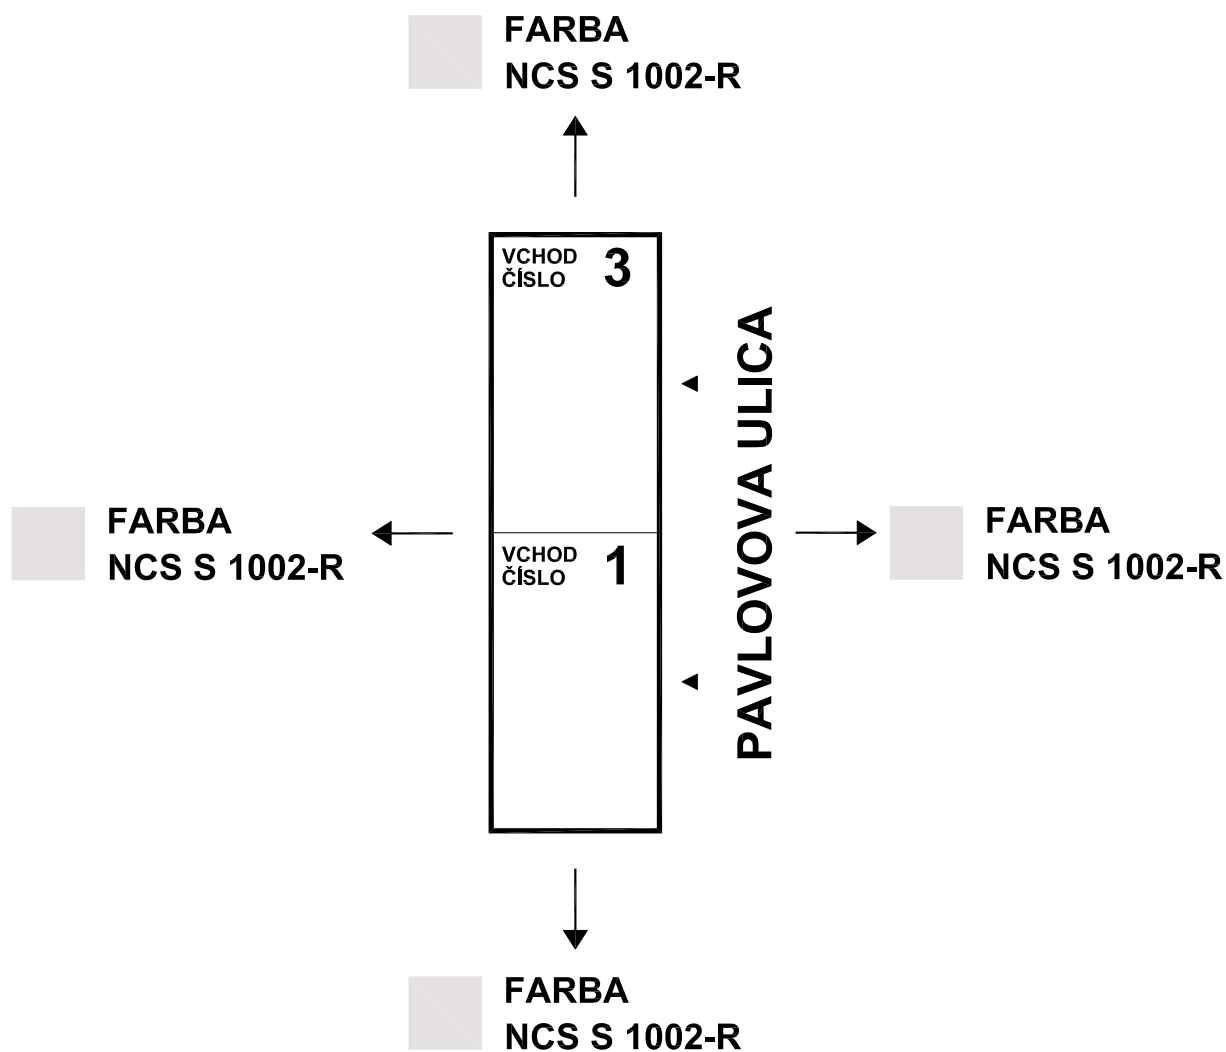 FARBA
NCS S 1002-R
VCHOD
ČÍSLO 3
PAVLOVOVA ULICA
FARBA
NCS S 1002-R
FARBA
NCS S 1002-R
VCHOD
ČÍSLO 1
FARBA
NCS S 1002-R